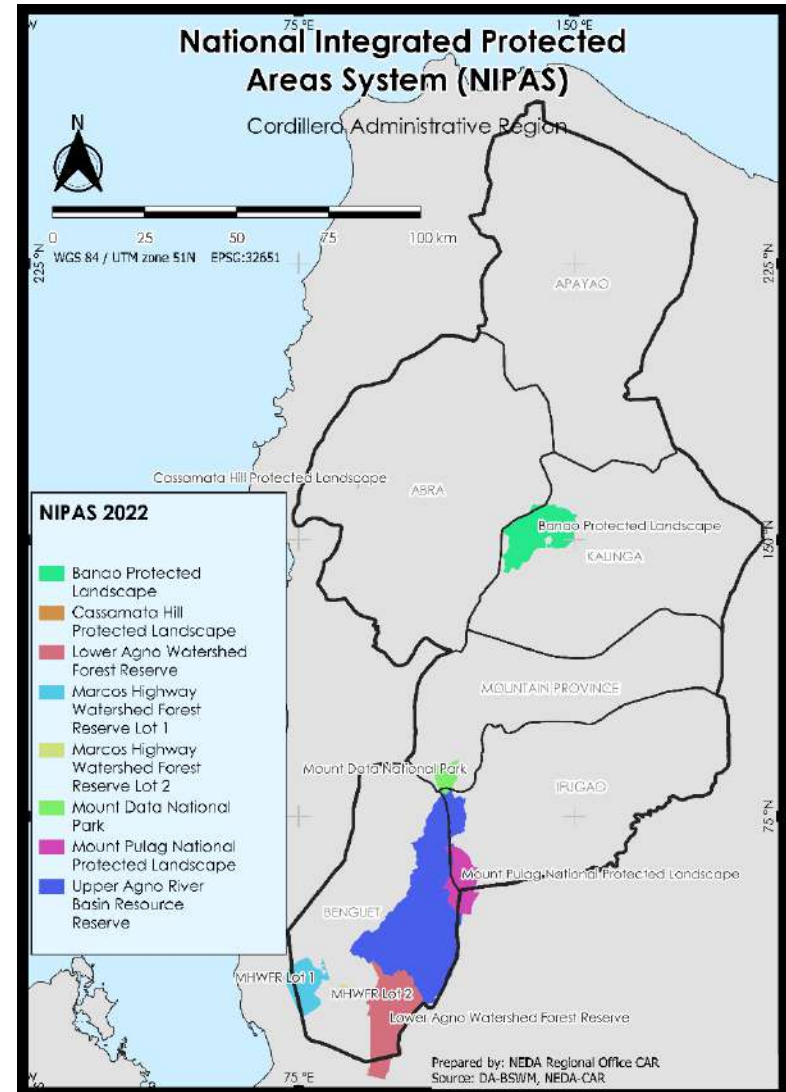 75 °E
150 °E
National Integrated Protected
Areas System (NIPAS)
Cordillera Administrative Region
N
0 25 50 75 100 km
WGS 84 / UTM zone 51N EPSG:32651
225 °N
225 °N
APAYAO
Cassamata Hill Protected Landscape
ABRA
Banao Protected Landscape
KALINGA
150 °N
NIPAS 2022
Banao Protected
Landscape
Cassamata Hill
Protected Landscape
Lower Agno Watershed
Forest Reserve
Marcos Highway
Watershed Forest
Reserve Lot 1
Marcos Highway
Watershed Forest
Reserve Lot 2
Mount Data National
Park
Mount Pulag National
Protected Landscape
Upper Agno River
Basin Resource
Reserve
MOUNTAIN PROVINCE
Mount Data National Park
IFUGAO
75 °N
Mount Pulag National Protected Landscape
BENGUET
MHWFR Lot 1
MHWFR Lot 2
Lower Agno Watershed Forest Reserve
Prepared by: NEDA Regional Office CAR
Source: DA-BSWM, NEDA-CAR
75 °E
150 °E